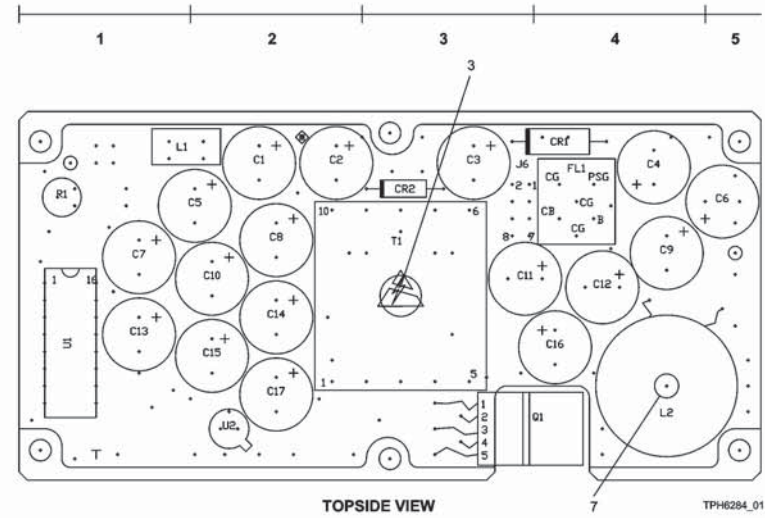 1 2 3 4 5
3
L1 C1 C2 C3 J6 CR1 C4
FL1
CG PSG
R1 CR2 2 1
C5 10 6 CG C6
T1 CB B
C8 CG
C7 8 7 C9
1 16 C10 C11 C12
U1
C13 C14
C15 C16
1 5
C17 1
2 Q1 L2
U2 3
4
T 5
TOPSIDE VIEW
7
TPH6284_01